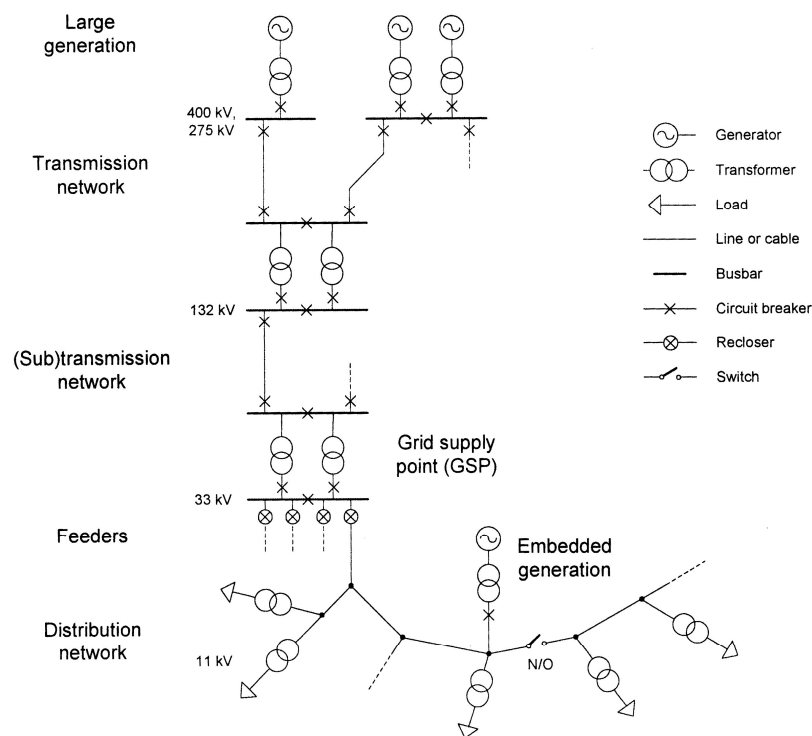 Large
generation
400 kV,
275 kV
Transmission
network
132 kV
(Sub)transmission
network
Grid supply
point (GSP)
33 kV
Feeders
Embedded
generation
Distribution
network
11 kV
N/O
Generator
Transformer
Load
Line or cable
Busbar
Circuit breaker
Recloser
Switch